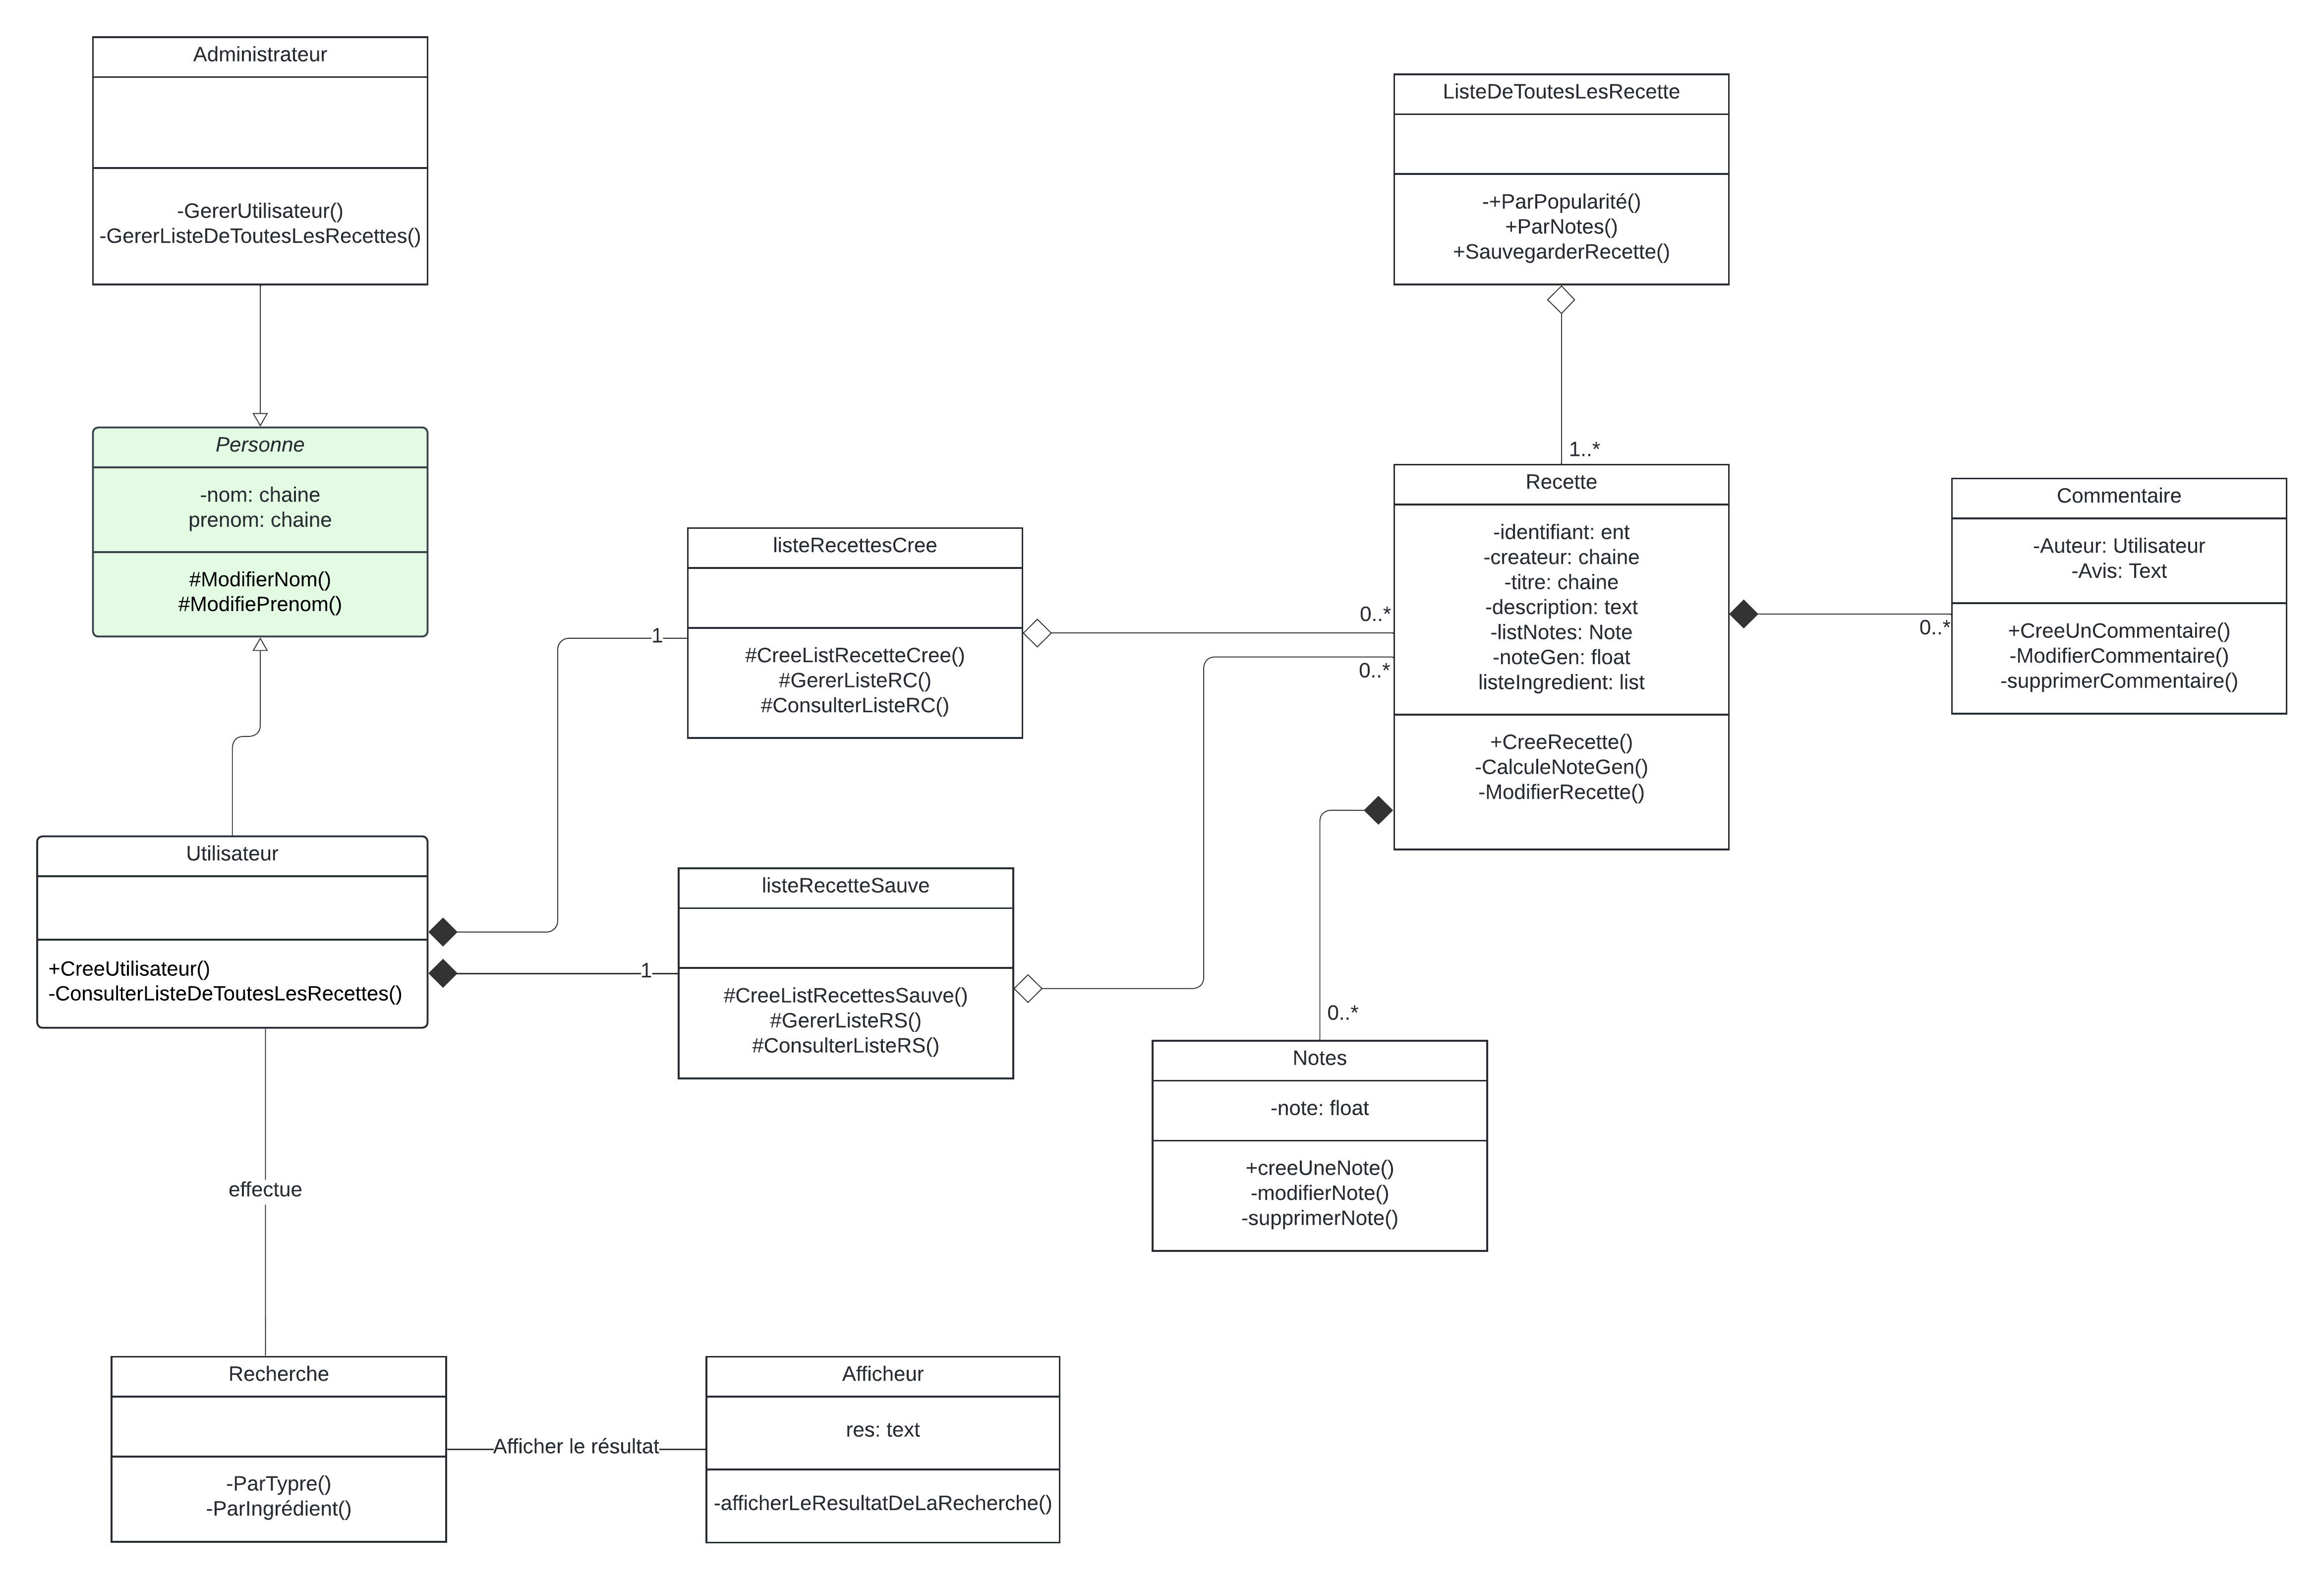 Administrateur
-GererUtilisateur()
-GererListeDeToutesLesRecettes()
ListeDeToutesLesRecette
-+ParPopularité()
+ParNotes()
+SauvegarderRecette()
Personne
-nom: chaine
prenom: chaine
#ModifierNom()
#ModifiePrenom()
1..*
Recette
-identifiant: ent
-createur: chaine
-titre: chaine
-description: text
-listNotes: Note
-noteGen: float
listeIngredient: list
+CreeRecette()
-CalculeNoteGen()
-ModifierRecette()
Commentaire
-Auteur: Utilisateur
-Avis: Text
+CreeUnCommentaire()
-ModifierCommentaire()
-supprimerCommentaire()
0..*
listeRecettesCree
#CreeListRecetteCree()
#GererListeRC()
#ConsulterListeRC()
1
0..*
0..*
Utilisateur
+CreeUtilisateur()
-ConsulterListeDeToutesLesRecettes()
1
listeRecetteSauve
#CreeListRecettesSauve()
#GererListeRS()
#ConsulterListeRS()
0..*
Notes
-note: float
+creeUneNote()
-modifierNote()
-supprimerNote()
effectue
Recherche
-ParTypre()
-ParIngrédient()
Afficher le résultat
Afficheur
res: text
-afficherLeResultatDeLaRecherche()